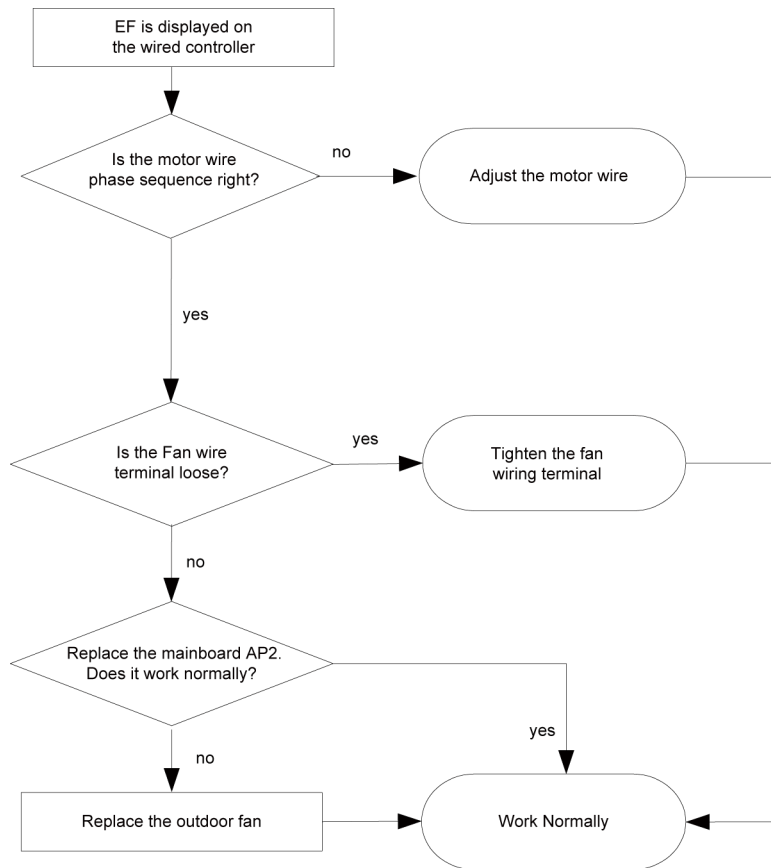 EF is displayed on
the wired controller
Is the motor wire
phase sequence right?
no
Adjust the motor wire
yes
Is the Fan wire
terminal loose?
yes
Tighten the fan
wiring terminal
no
Replace the mainboard AP2.
Does it work normally?
yes
no
Replace the outdoor fan
Work Normally